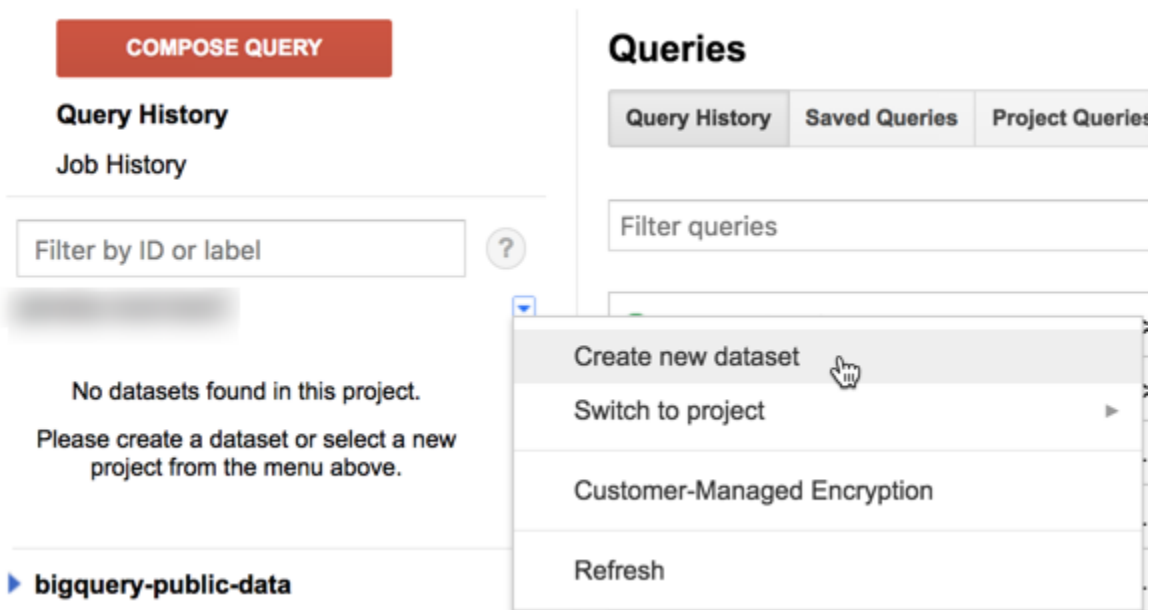 COMPOSE QUERY
Query History
Job History
Filter by ID or label
?
No datasets found in this project.
Please create a dataset or select a new
project from the menu above.
bigquery-public-data
Queries
Query History
Saved Queries
Project Queries
Filter queries
Create new dataset
Switch to project
Customer-Managed Encryption
Refresh